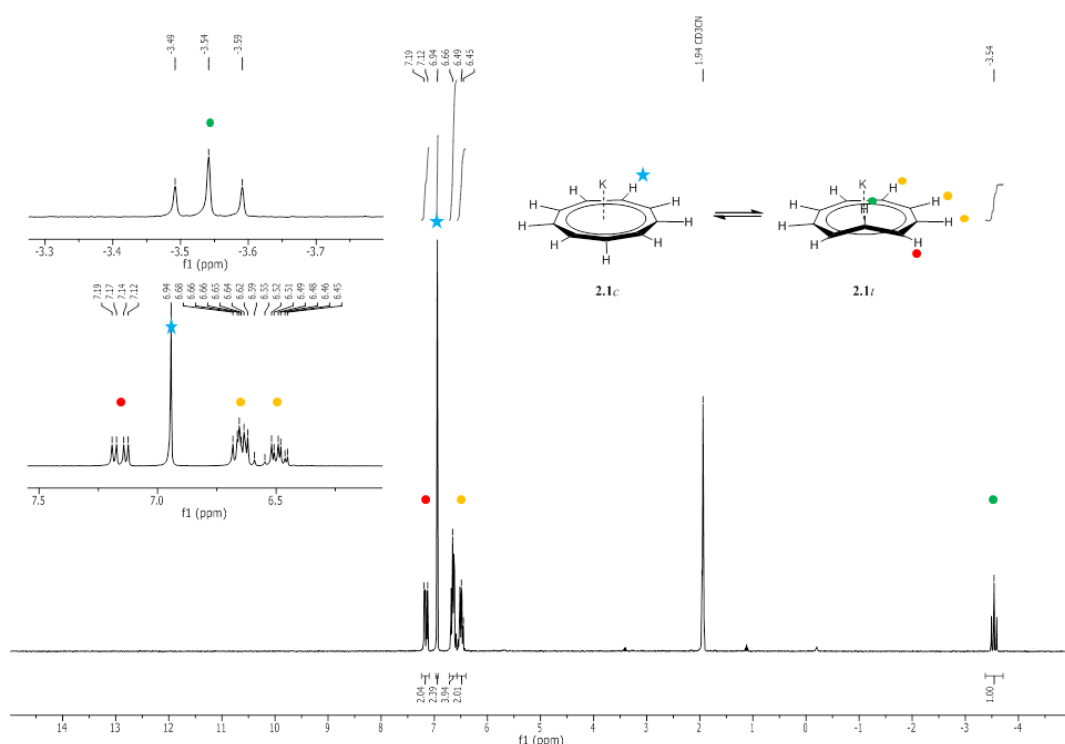 -3.49 -3.54 -3.59
7.19 7.12 6.94 6.66 6.49 6.45
1.94 CD3CN
-3.54
-3.3 -3.4 -3.5 -3.6 -3.7
f1 (ppm)
K
H H H H H H H H H
2.1c
K
H H H H H H H H H
2.1t
7.19 7.17 7.14 7.12 6.94 6.68 6.66 6.66 6.65 6.64 6.62 6.59 6.55 6.52 6.51 6.49 6.48 6.46 6.45
7.5 7.0 6.5
f1 (ppm)
2.04 2.39 3.94 2.01 1.00
14 13 12 11 10 9 8 7 6 5 4 3 2 1 0 -1 -2 -3 -4
f1 (ppm)